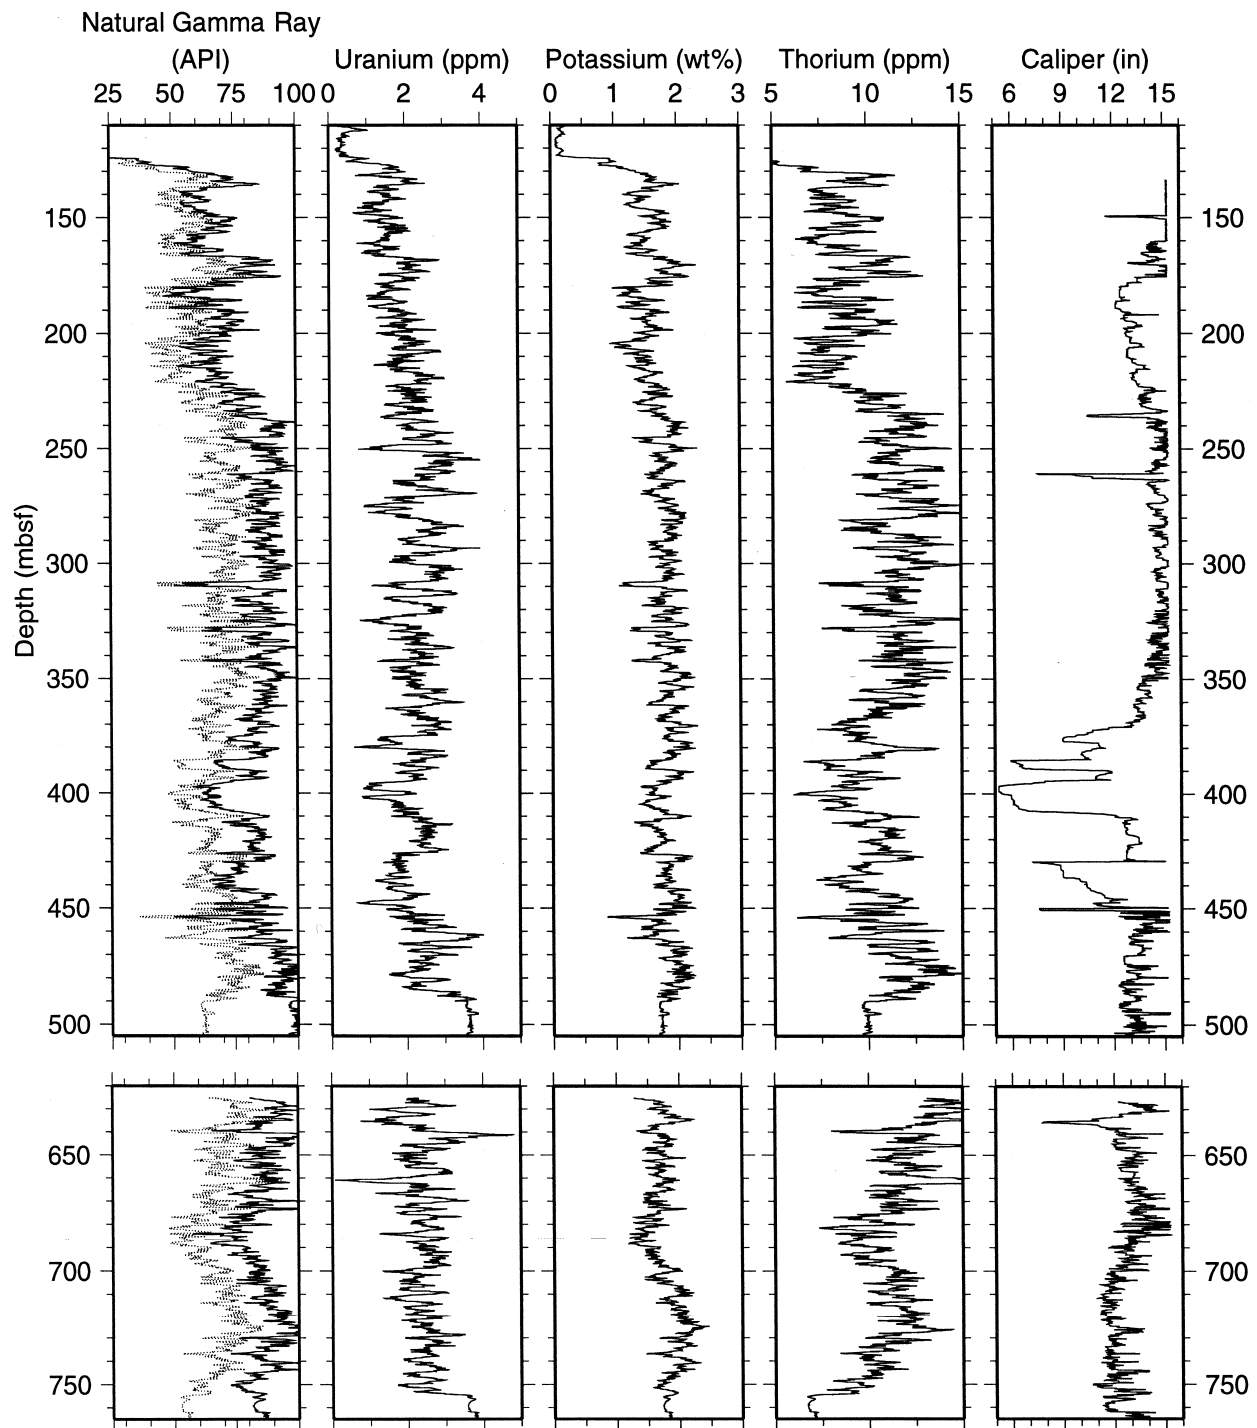 Natural Gamma Ray
(API) Uranium (ppm) Potassium (wt%) Thorium (ppm) Caliper (in)
25 50 75 100 0 2 4 0 1 2 3 5 10 15 6 9 12 15
150 150
200 200
250 250
300 300
Depth (mbsf)
350 350
400 400
450 450
500 500
650 650
700 700
750 750